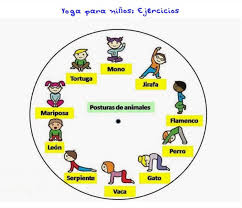 Yoga para niños: Ejercicios
Mono
Tortuga
Jirafa
Posturas de animales
Mariposa
Flamenco
León
Perro
Serpiente
Gato
Vaca